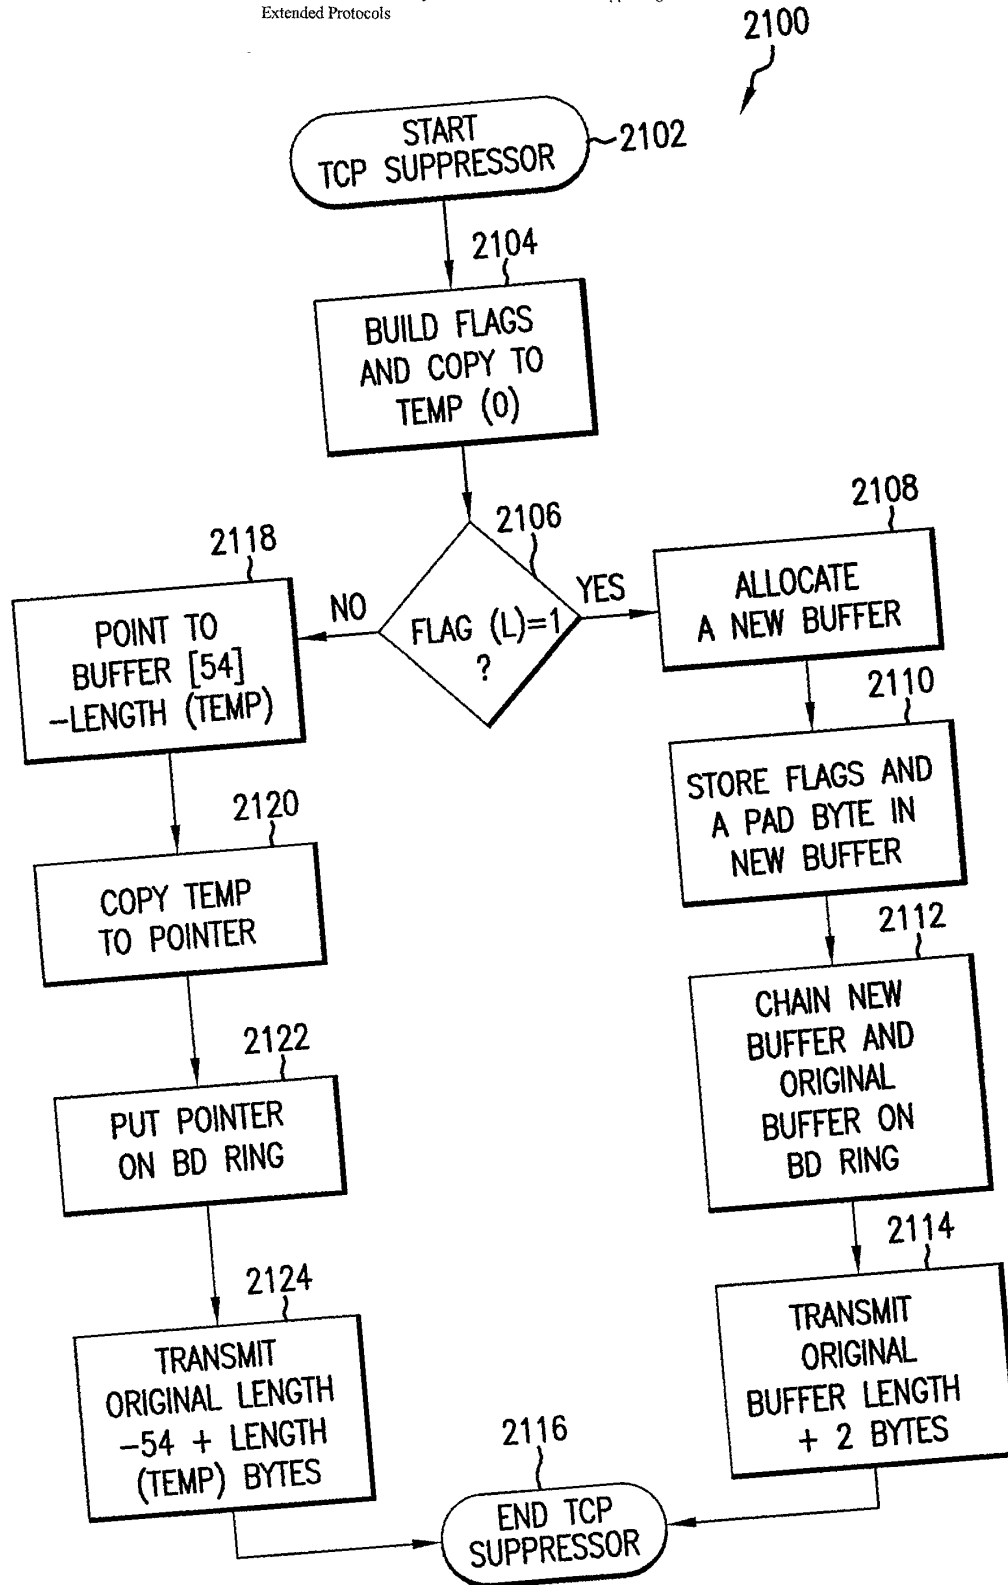 Extended Protocols
2100
START
TCP SUPPRESSOR
2102
2104
BUILD FLAGS
AND COPY TO
TEMP (0)
2106
FLAG (L)=1
?
NO
YES
2118
POINT TO
BUFFER [54]
-LENGTH (TEMP)
2108
ALLOCATE
A NEW BUFFER
2110
STORE FLAGS AND
A PAD BYTE IN
NEW BUFFER
2120
COPY TEMP
TO POINTER
2112
CHAIN NEW
BUFFER AND
ORIGINAL
BUFFER ON
BD RING
2122
PUT POINTER
ON BD RING
2114
TRANSMIT
ORIGINAL
BUFFER LENGTH
+ 2 BYTES
2124
TRANSMIT
ORIGINAL LENGTH
-54 + LENGTH
(TEMP) BYTES
2116
END TCP
SUPPRESSOR